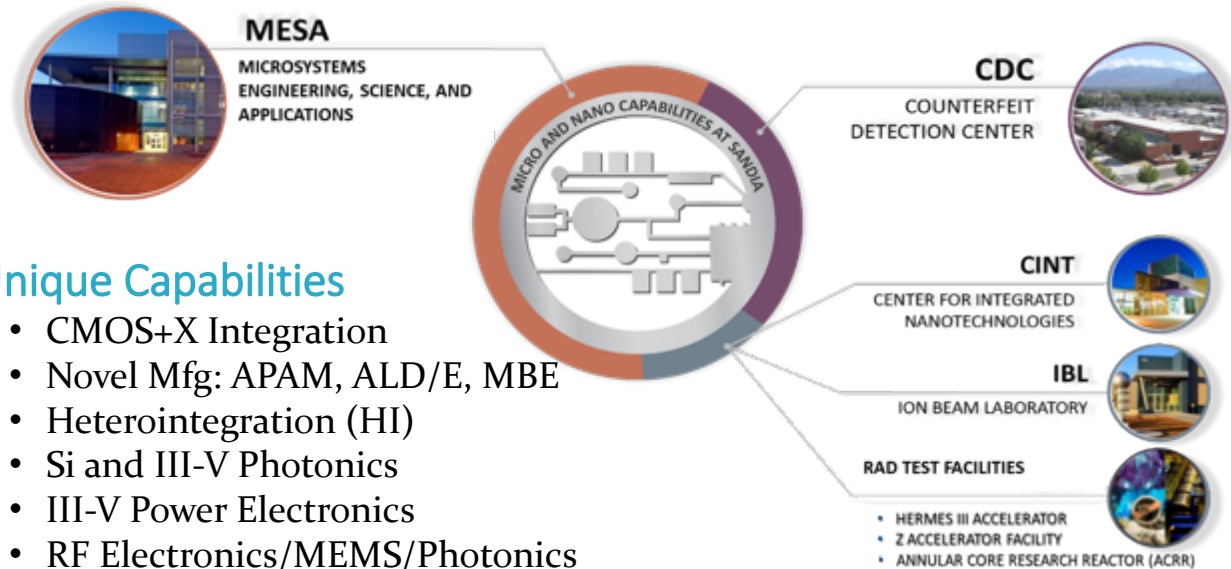 MESA
MICROSYSTEMS
ENGINEERING, SCIENCE, AND
APPLICATIONS
MICRO AND NANO CAPABILITIES AT SANDIA
CDC
COUNTERFEIT
DETECTION CENTER
CINT
CENTER FOR INTEGRATED
NANOTECHNOLOGIES
IBL
ION BEAM LABORATORY
RAD TEST FACILITIES
• HERMES III ACCELERATOR
• Z ACCELERATOR FACILITY
• ANNULAR CORE RESEARCH REACTOR (ACRR)
nique Capabilities
• CMOS+X Integration
• Novel Mfg: APAM, ALD/E, MBE
• Heterointegration (HI)
• Si and III-V Photonics
• III-V Power Electronics
• RF Electronics/MEMS/Photonics